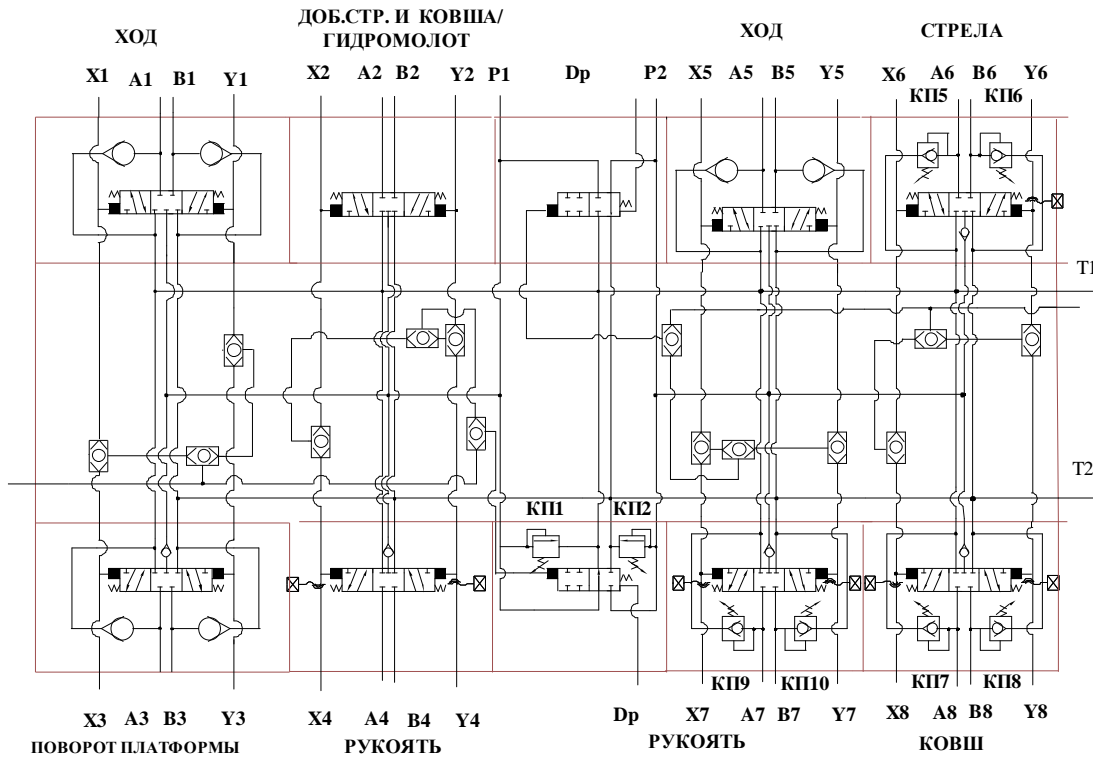 ДОБ.СТР. И КОВША/
ХОД ГИДРОМОЛОТ ХОД СТРЕЛА
X1 A1 B1 Y1 X2 A2 B2 Y2 P1 Dp P2 X5 A5 B5 Y5 X6 A6 B6 Y6
КП5 КП6
T1
T2
КП1 КП2
КП9 КП10 КП7 КП8
X3 A3 B3 Y3 X4 A4 B4 Y4 Dp X7 A7 B7 Y7 X8 A8 B8 Y8
ПОВОРОТ ПЛАТФОРМЫ РУКОЯТЬ РУКОЯТЬ КОВШ